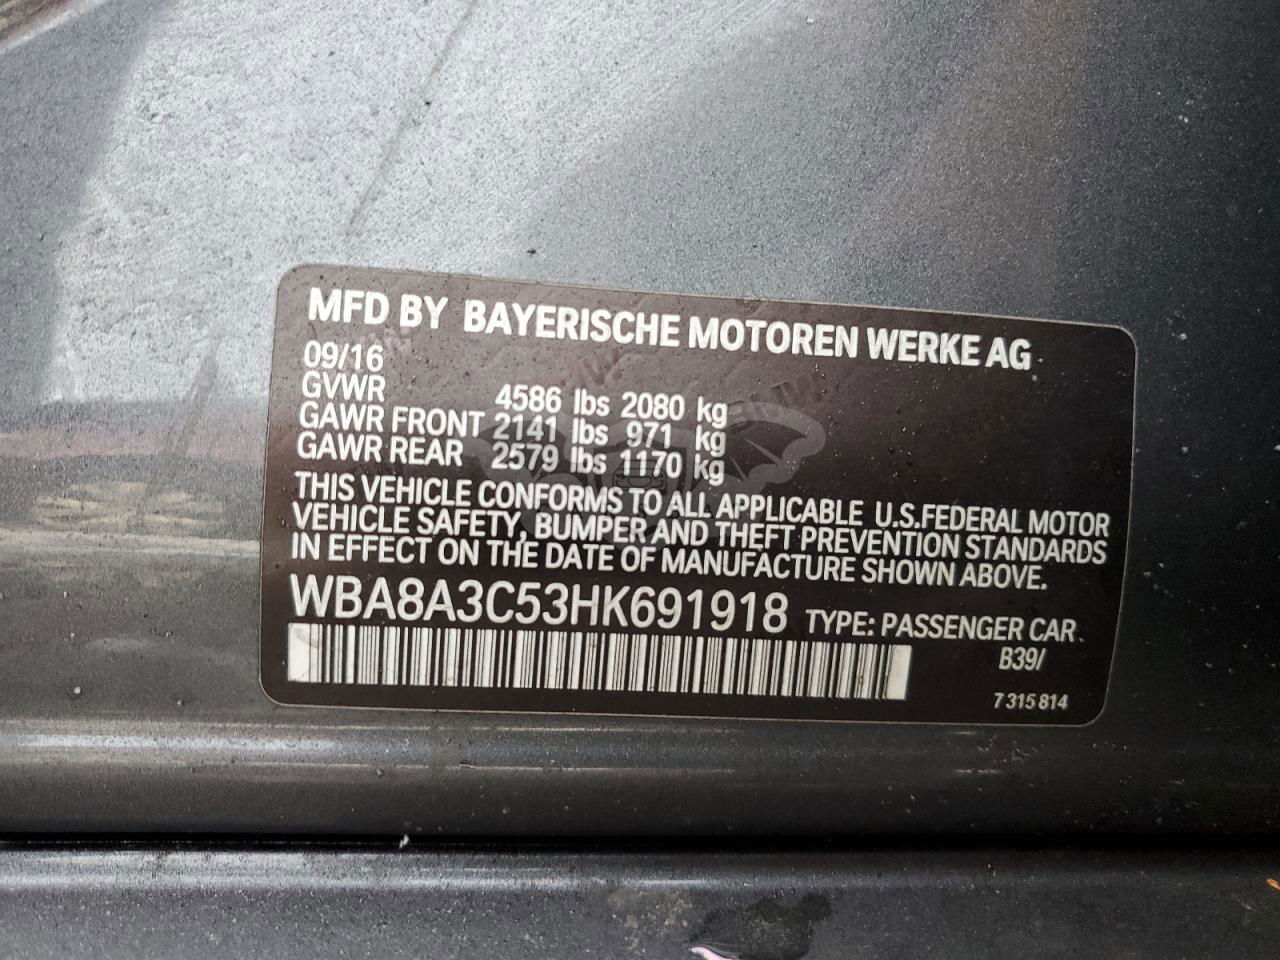 MFD BY BAYERISCHE MOTOREN WERKE AG
09/16
GVWR 4586 lbs 2080 kg
GAWR FRONT 2141 lbs 971 kg
GAWR REAR 2579 lbs 1170 kg
THIS VEHICLE CONFORMS TO ALL APPLICABLE U.S.FEDERAL MOTOR
VEHICLE SAFETY, BUMPER AND THEFT PREVENTION STANDARDS
IN EFFECT ON THE DATE OF MANUFACTURE SHOWN ABOVE.
WBA8A3C53HK691918 TYPE: PASSENGER CAR
B39/
7 315 814